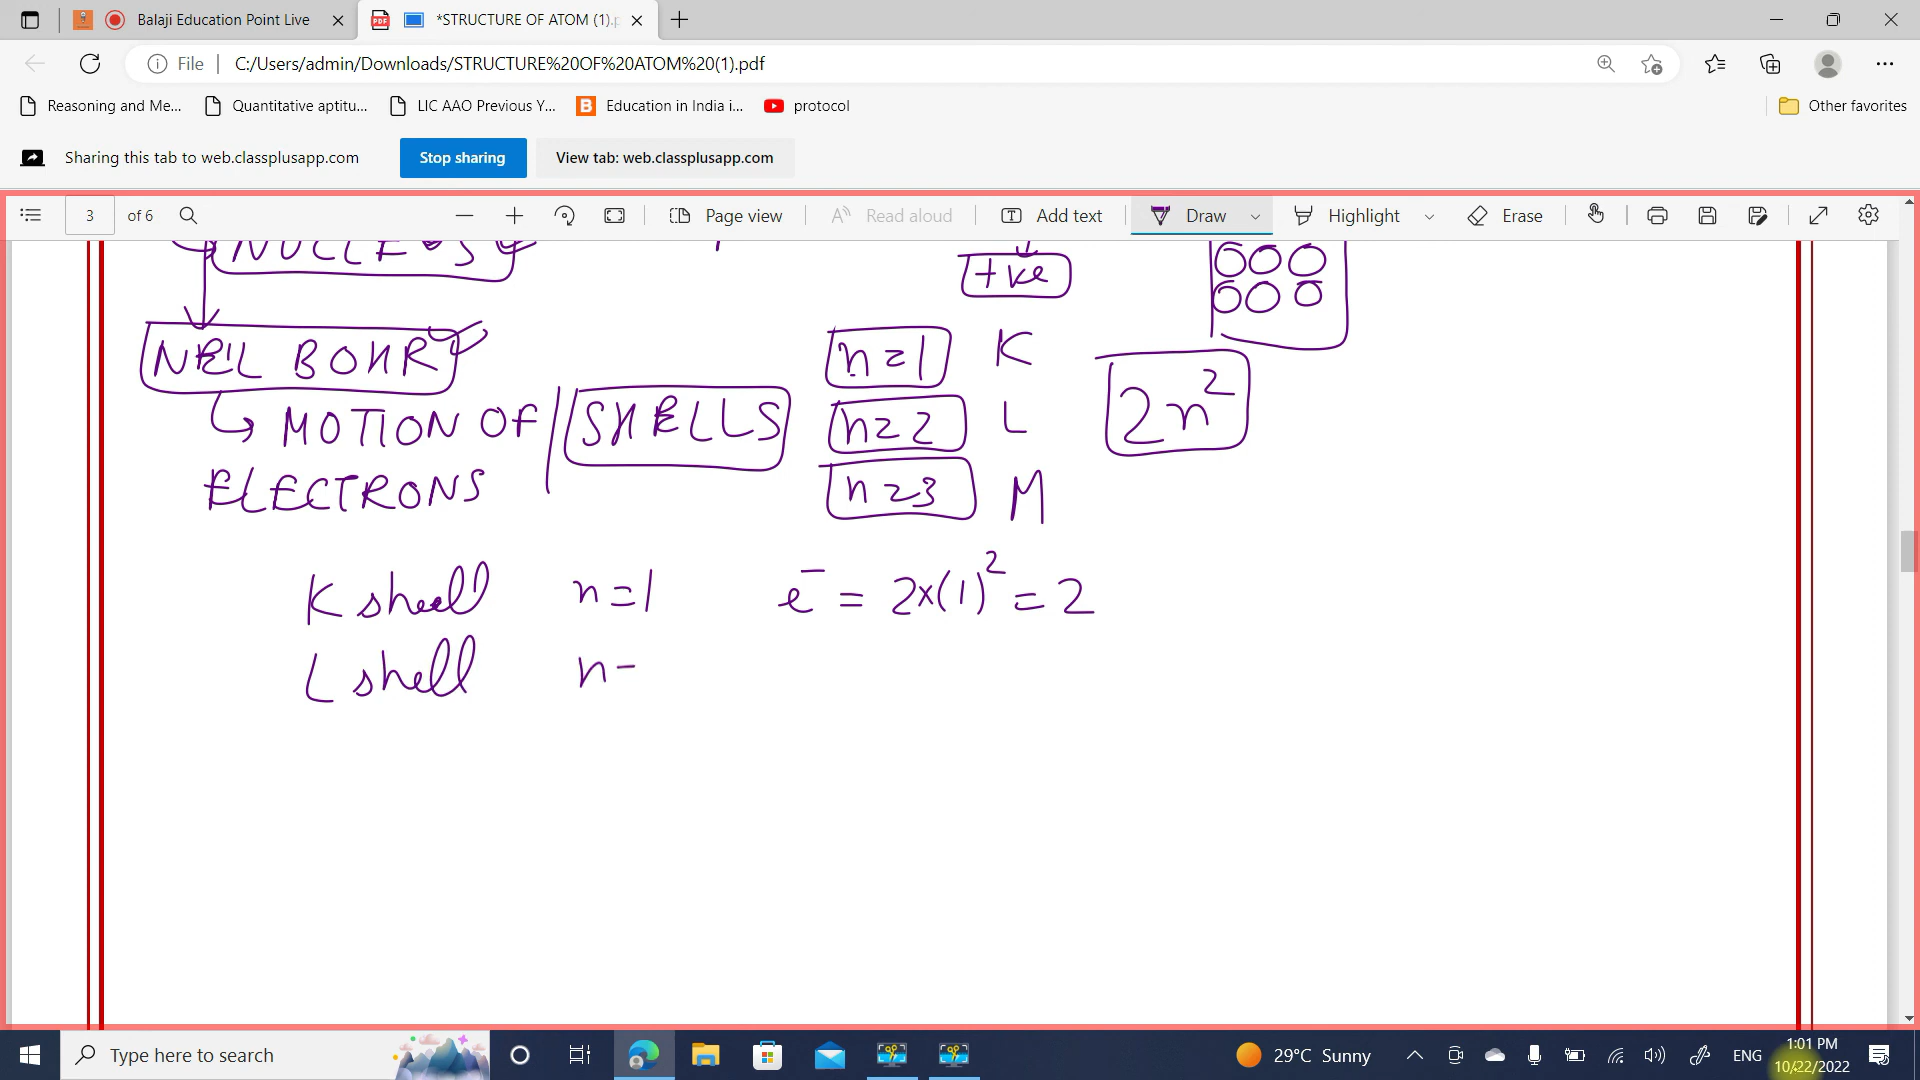 Balaji Education Point Live
*STRUCTURE OF ATOM (1).p
File
C:/Users/admin/Downloads/STRUCTURE%20OF%20ATOM%20(1).pdf
Reasoning and Me... Quantitative aptitu... LIC AAO Previous Y... Education in India i... protocol Other favorites
Sharing this tab to web.classplusapp.com Stop sharing View tab: web.classplusapp.com
3 of 6 Page view Read aloud Add text Draw Highlight Erase
NUCLEUS
+ve
NEIL BOHR n=1 K
MOTION OF SHELLS n=2 L 2n²
ELECTRONS n=3 M
K shell n=1 e⁻ = 2×(1)² = 2
L shell n-
Type here to search 29°C Sunny ENG 1:01 PM
10/22/2022